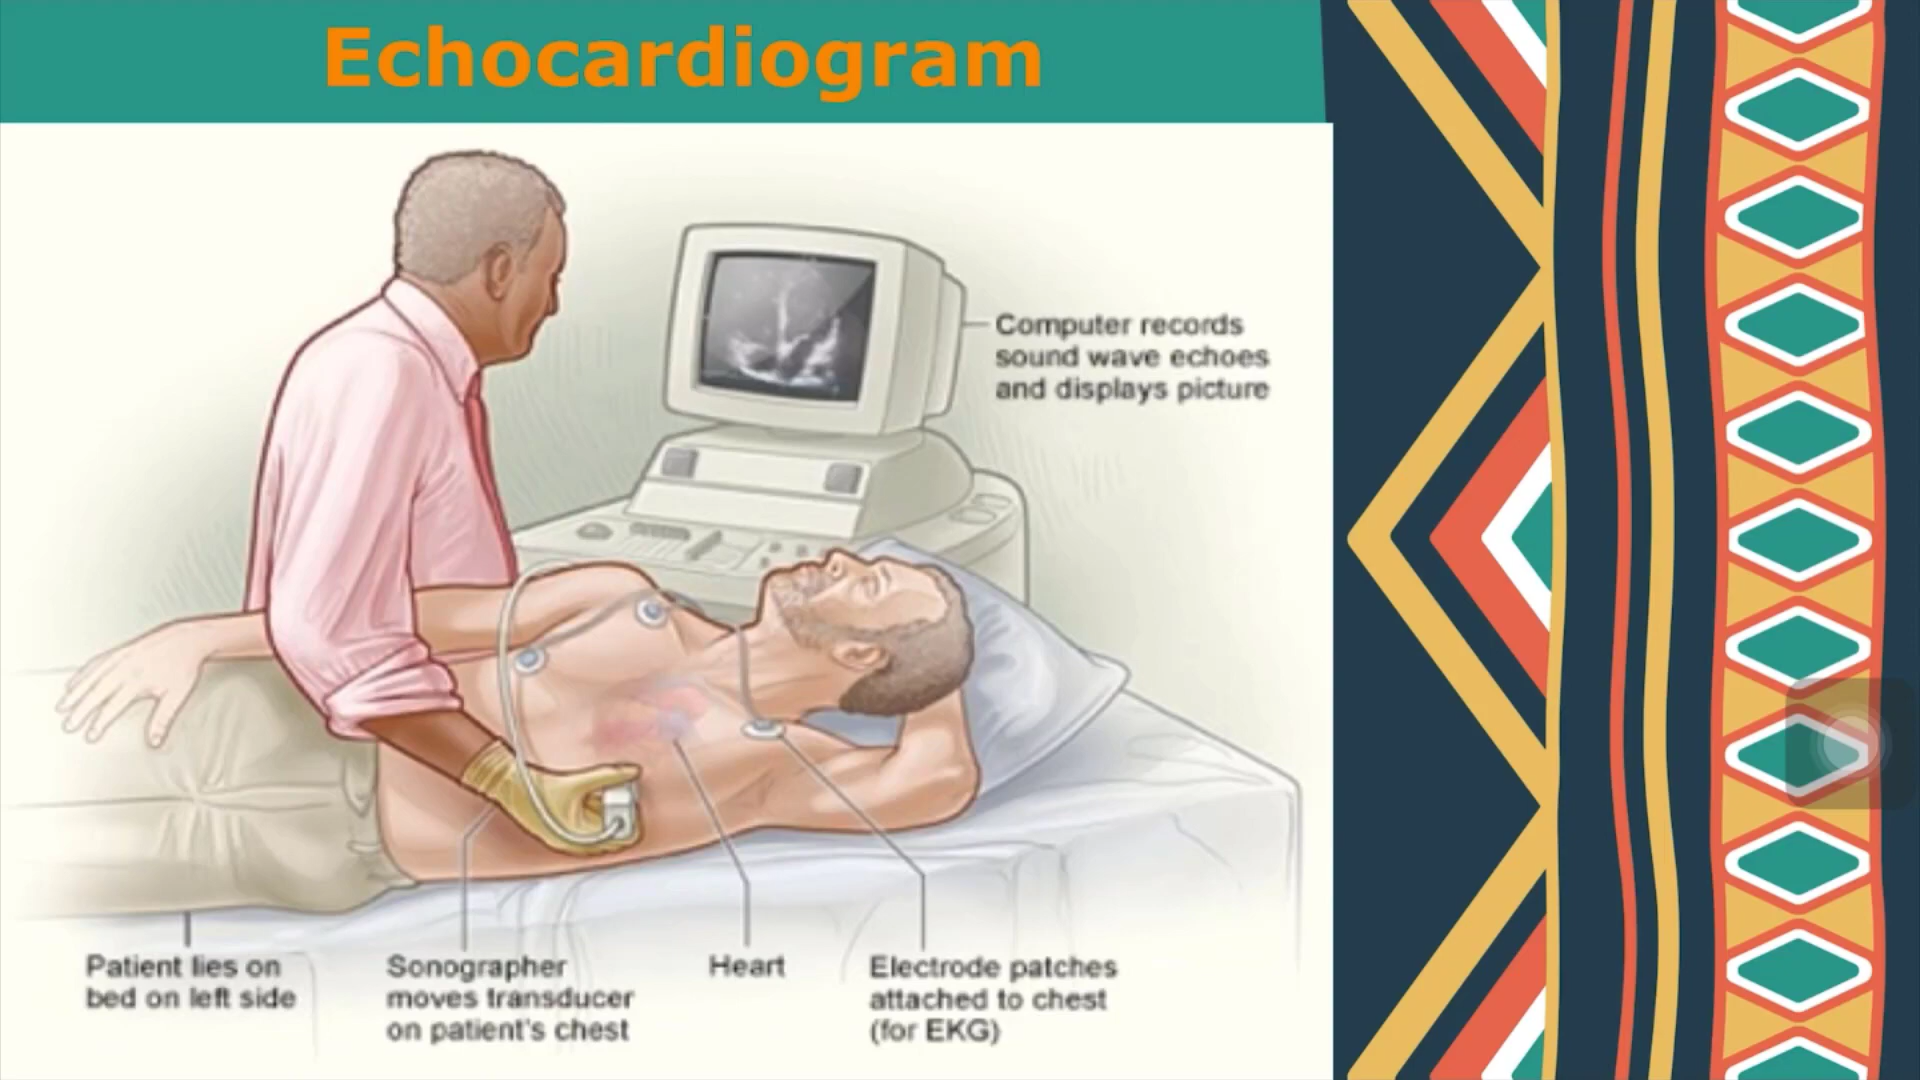 Echocardiogram
Computer records
sound wave echoes
and displays picture
Patient lies on
bed on left side
Sonographer
moves transducer
on patient's chest
Heart
Electrode patches
attached to chest
(for EKG)